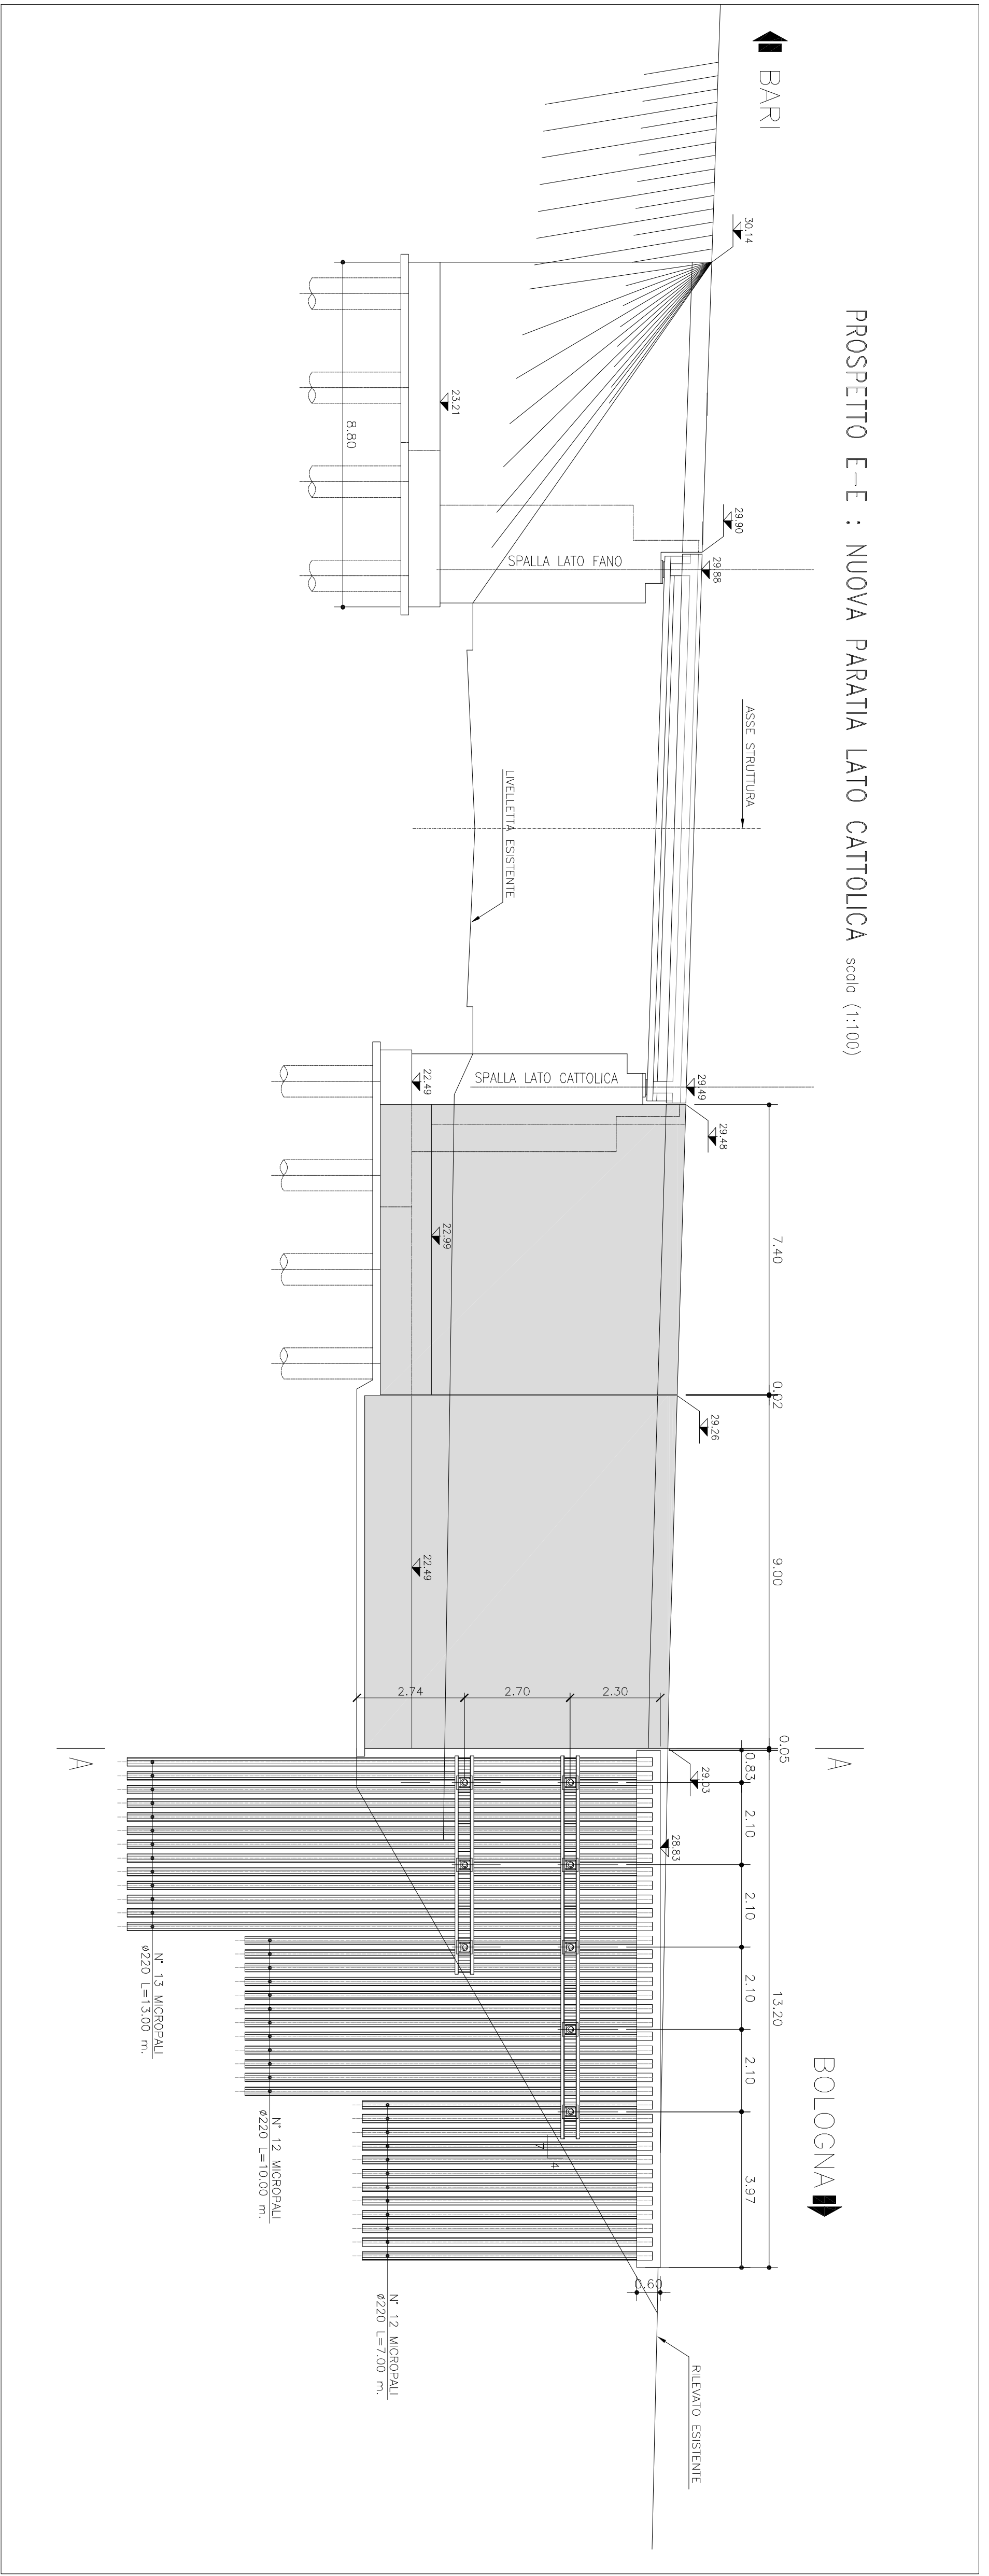 PROSPETTO E-E : NUOVA PARATIA LATO CATTOLICA scala (1:100)
BARI
BOLOGNA
30.14
29.90
29.88
23.21
8.80
SPALLA LATO FANO
ASSE STRUTTURA
LIVELLETTA ESISTENTE
SPALLA LATO CATTOLICA
22.49
29.49
29.48
22.99
7.40
0.02
29.26
9.00
22.49
2.74
2.70
2.30
0.05
A
A
29.03
28.83
0.83
2.10
2.10
2.10
2.10
3.97
13.20
7
4
0.60
N° 13 MICROPALI
ø220 L=13.00 m.
N° 12 MICROPALI
ø220 L=10.00 m.
N° 12 MICROPALI
ø220 L=7.00 m.
RILEVATO ESISTENTE